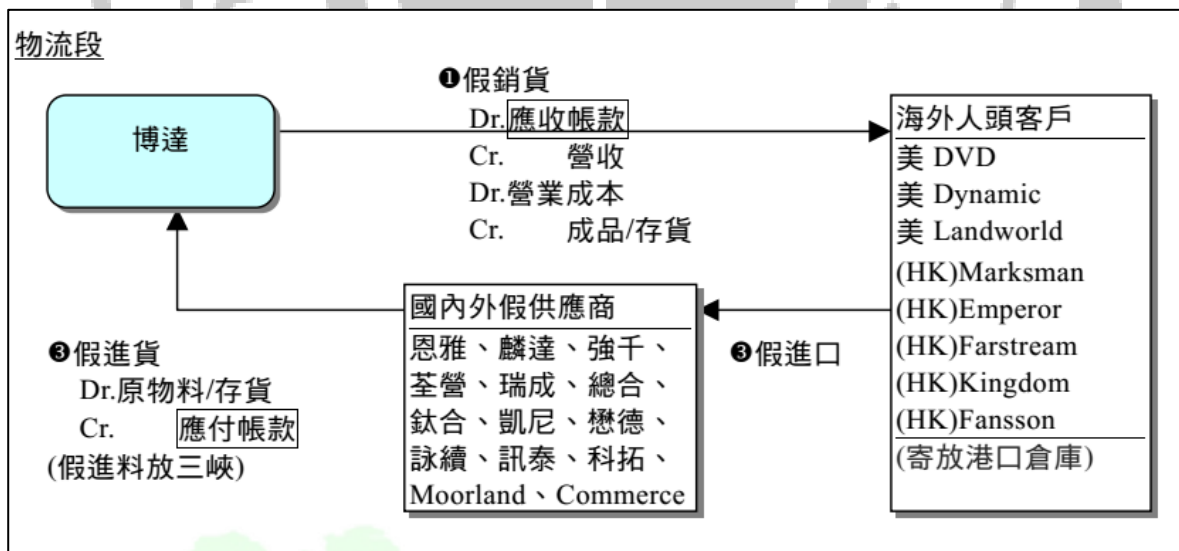 物流段
❶假銷貨
Dr.應收帳款
Cr. 營收
Dr.營業成本
Cr. 成品/存貨
博達
海外人頭客戶
美 DVD
美 Dynamic
美 Landworld
(HK)Marksman
(HK)Emperor
(HK)Farstream
(HK)Kingdom
(HK)Fansson
(寄放港口倉庫)
國內外假供應商
恩雅、麟達、強千、
荃營、瑞成、總合、
鈦合、凱尼、懋德、
詠續、訊泰、科拓、
Moorland、Commerce
❸假進口
❸假進貨
Dr.原物料/存貨
Cr. 應付帳款
(假進料放三峽)